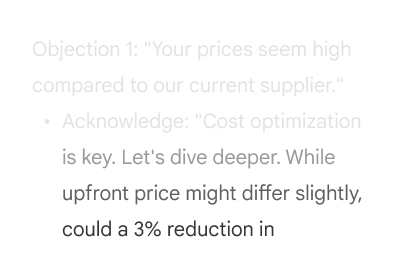 Objection 1: "Your prices seem high
compared to our current supplier."
• Acknowledge: "Cost optimization
is key. Let's dive deeper. While
upfront price might differ slightly,
could a 3% reduction in